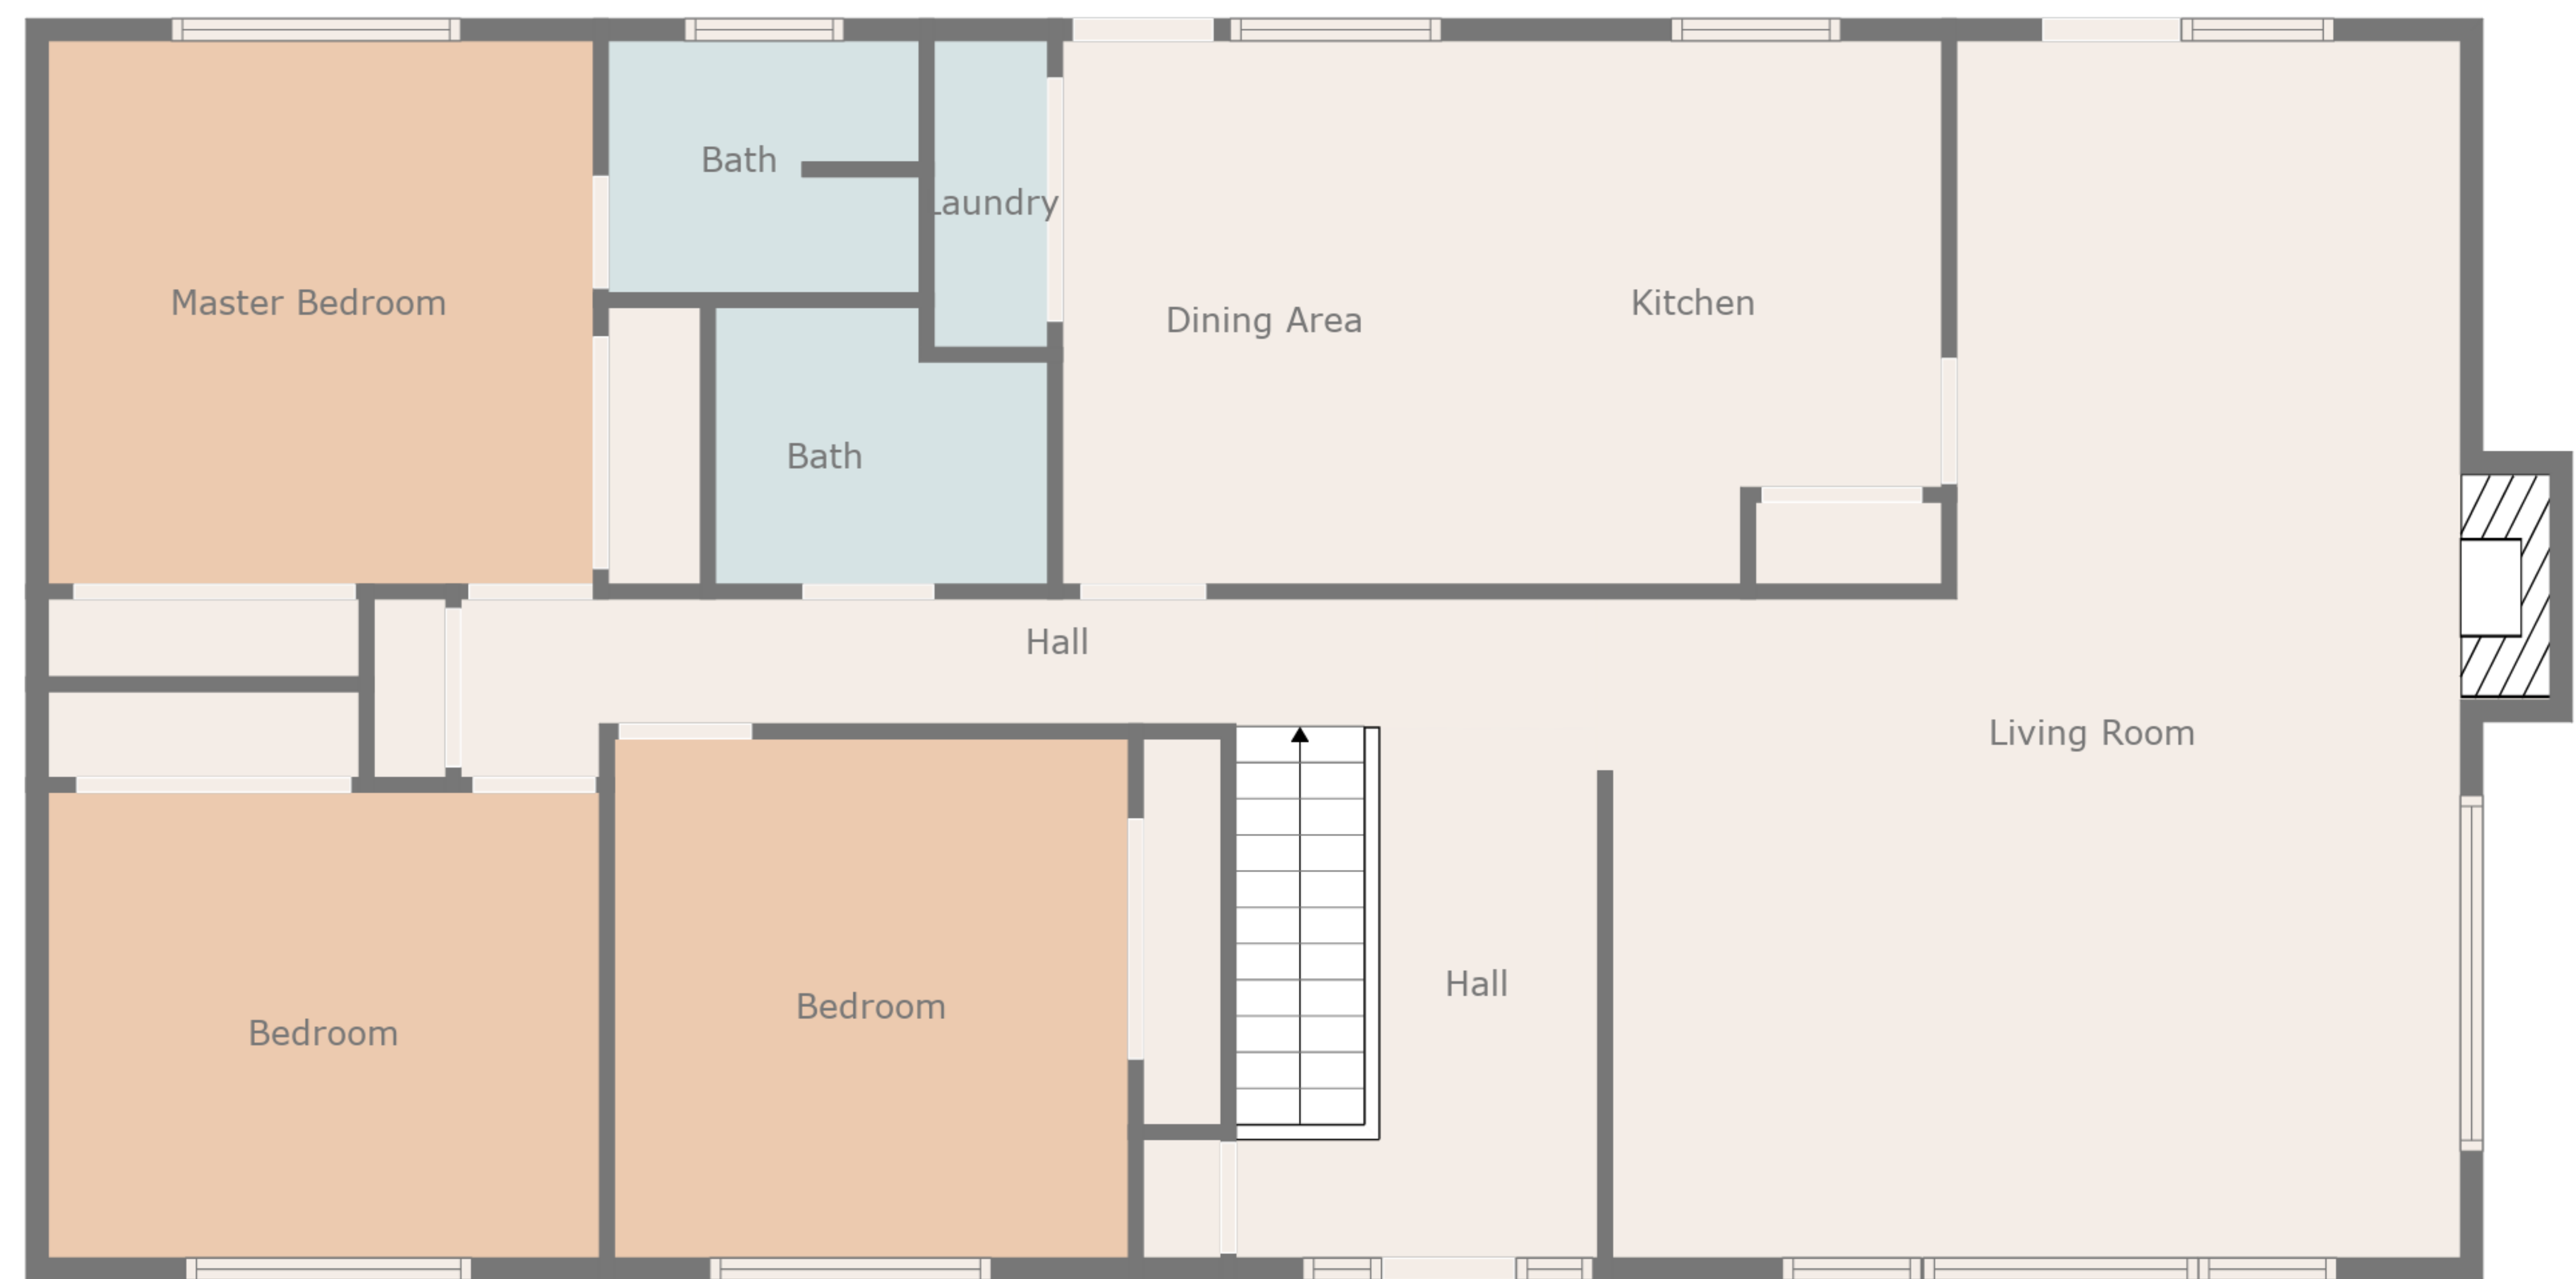 Bath
Laundry
Master Bedroom
Dining Area
Kitchen
Bath
Hall
Living Room
Hall
Bedroom
Bedroom